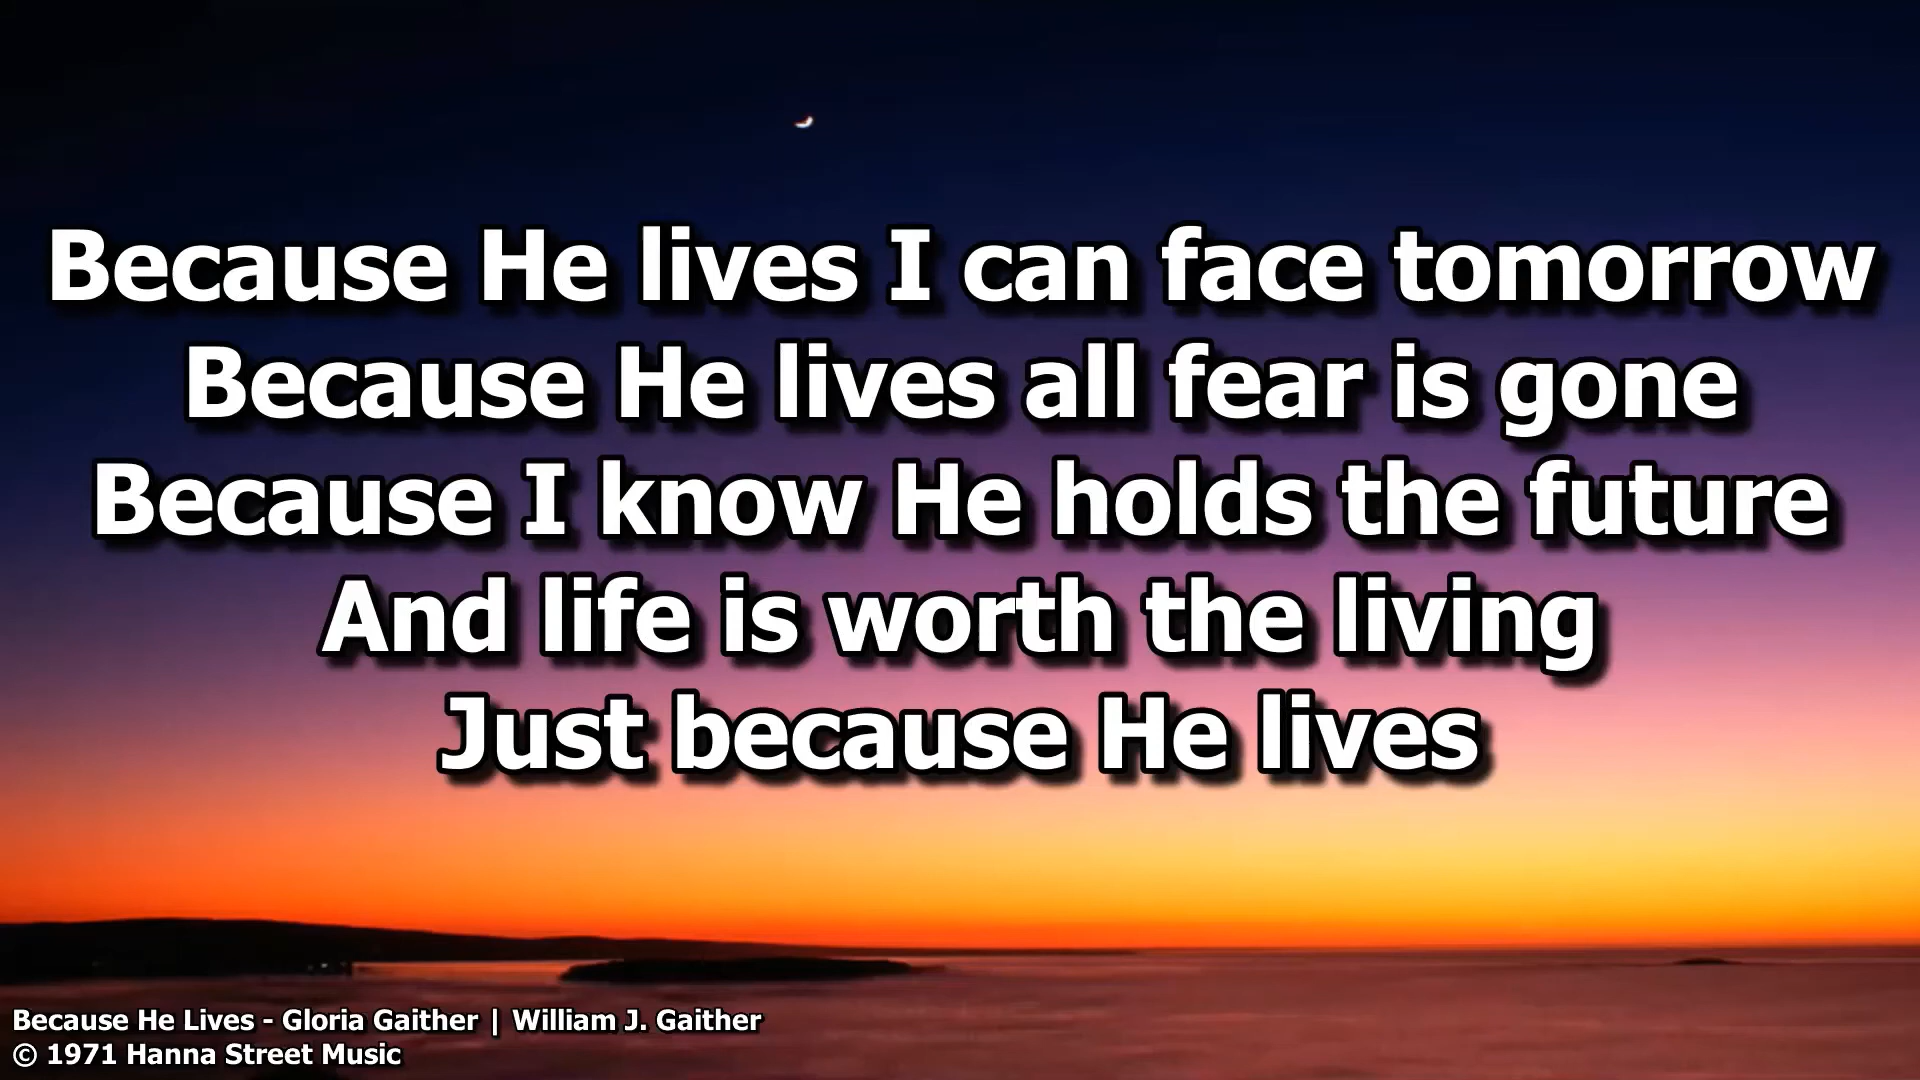 Because He lives I can face tomorrow
Because He lives all fear is gone
Because I know He holds the future
And life is worth the living
Just because He lives
Because He Lives - Gloria Gaither | William J. Gaither
© 1971 Hanna Street Music